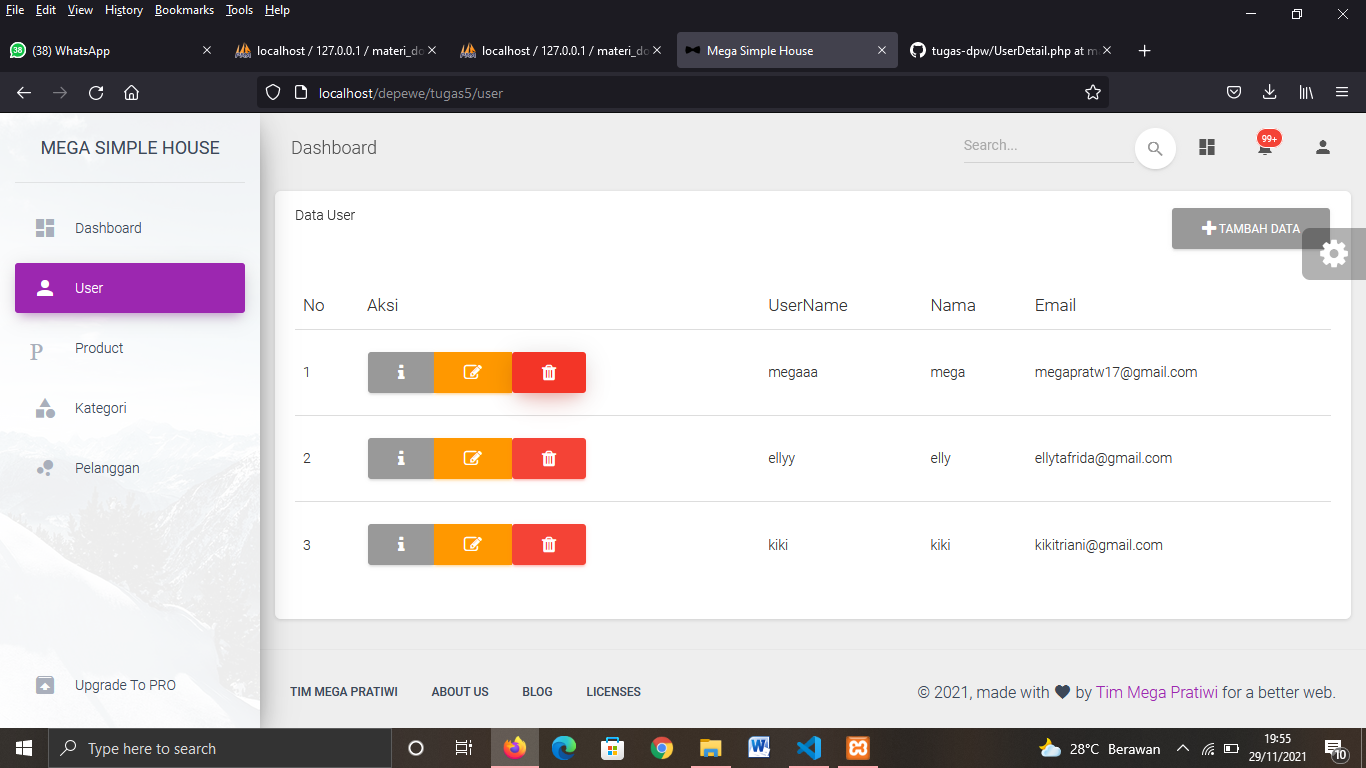 File Edit View History Bookmarks Tools Help
38 (38) WhatsApp
localhost / 127.0.0.1 / materi_do
localhost / 127.0.0.1 / materi_do
Mega Simple House
tugas-dpw/UserDetail.php at m
localhost/depewe/tugas5/user
MEGA SIMPLE HOUSE
Dashboard
User
P Product
Kategori
Pelanggan
Upgrade To PRO
Dashboard
Search...
99+
Data User
TAMBAH DATA
No Aksi UserName Nama Email
1 megaaa mega megapratw17@gmail.com
2 ellyy elly ellytafrida@gmail.com
3 kiki kiki kikitriani@gmail.com
TIM MEGA PRATIWI ABOUT US BLOG LICENSES
© 2021, made with by Tim Mega Pratiwi for a better web.
Type here to search
28°C Berawan
19:55
29/11/2021
10